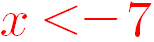 x < − 7